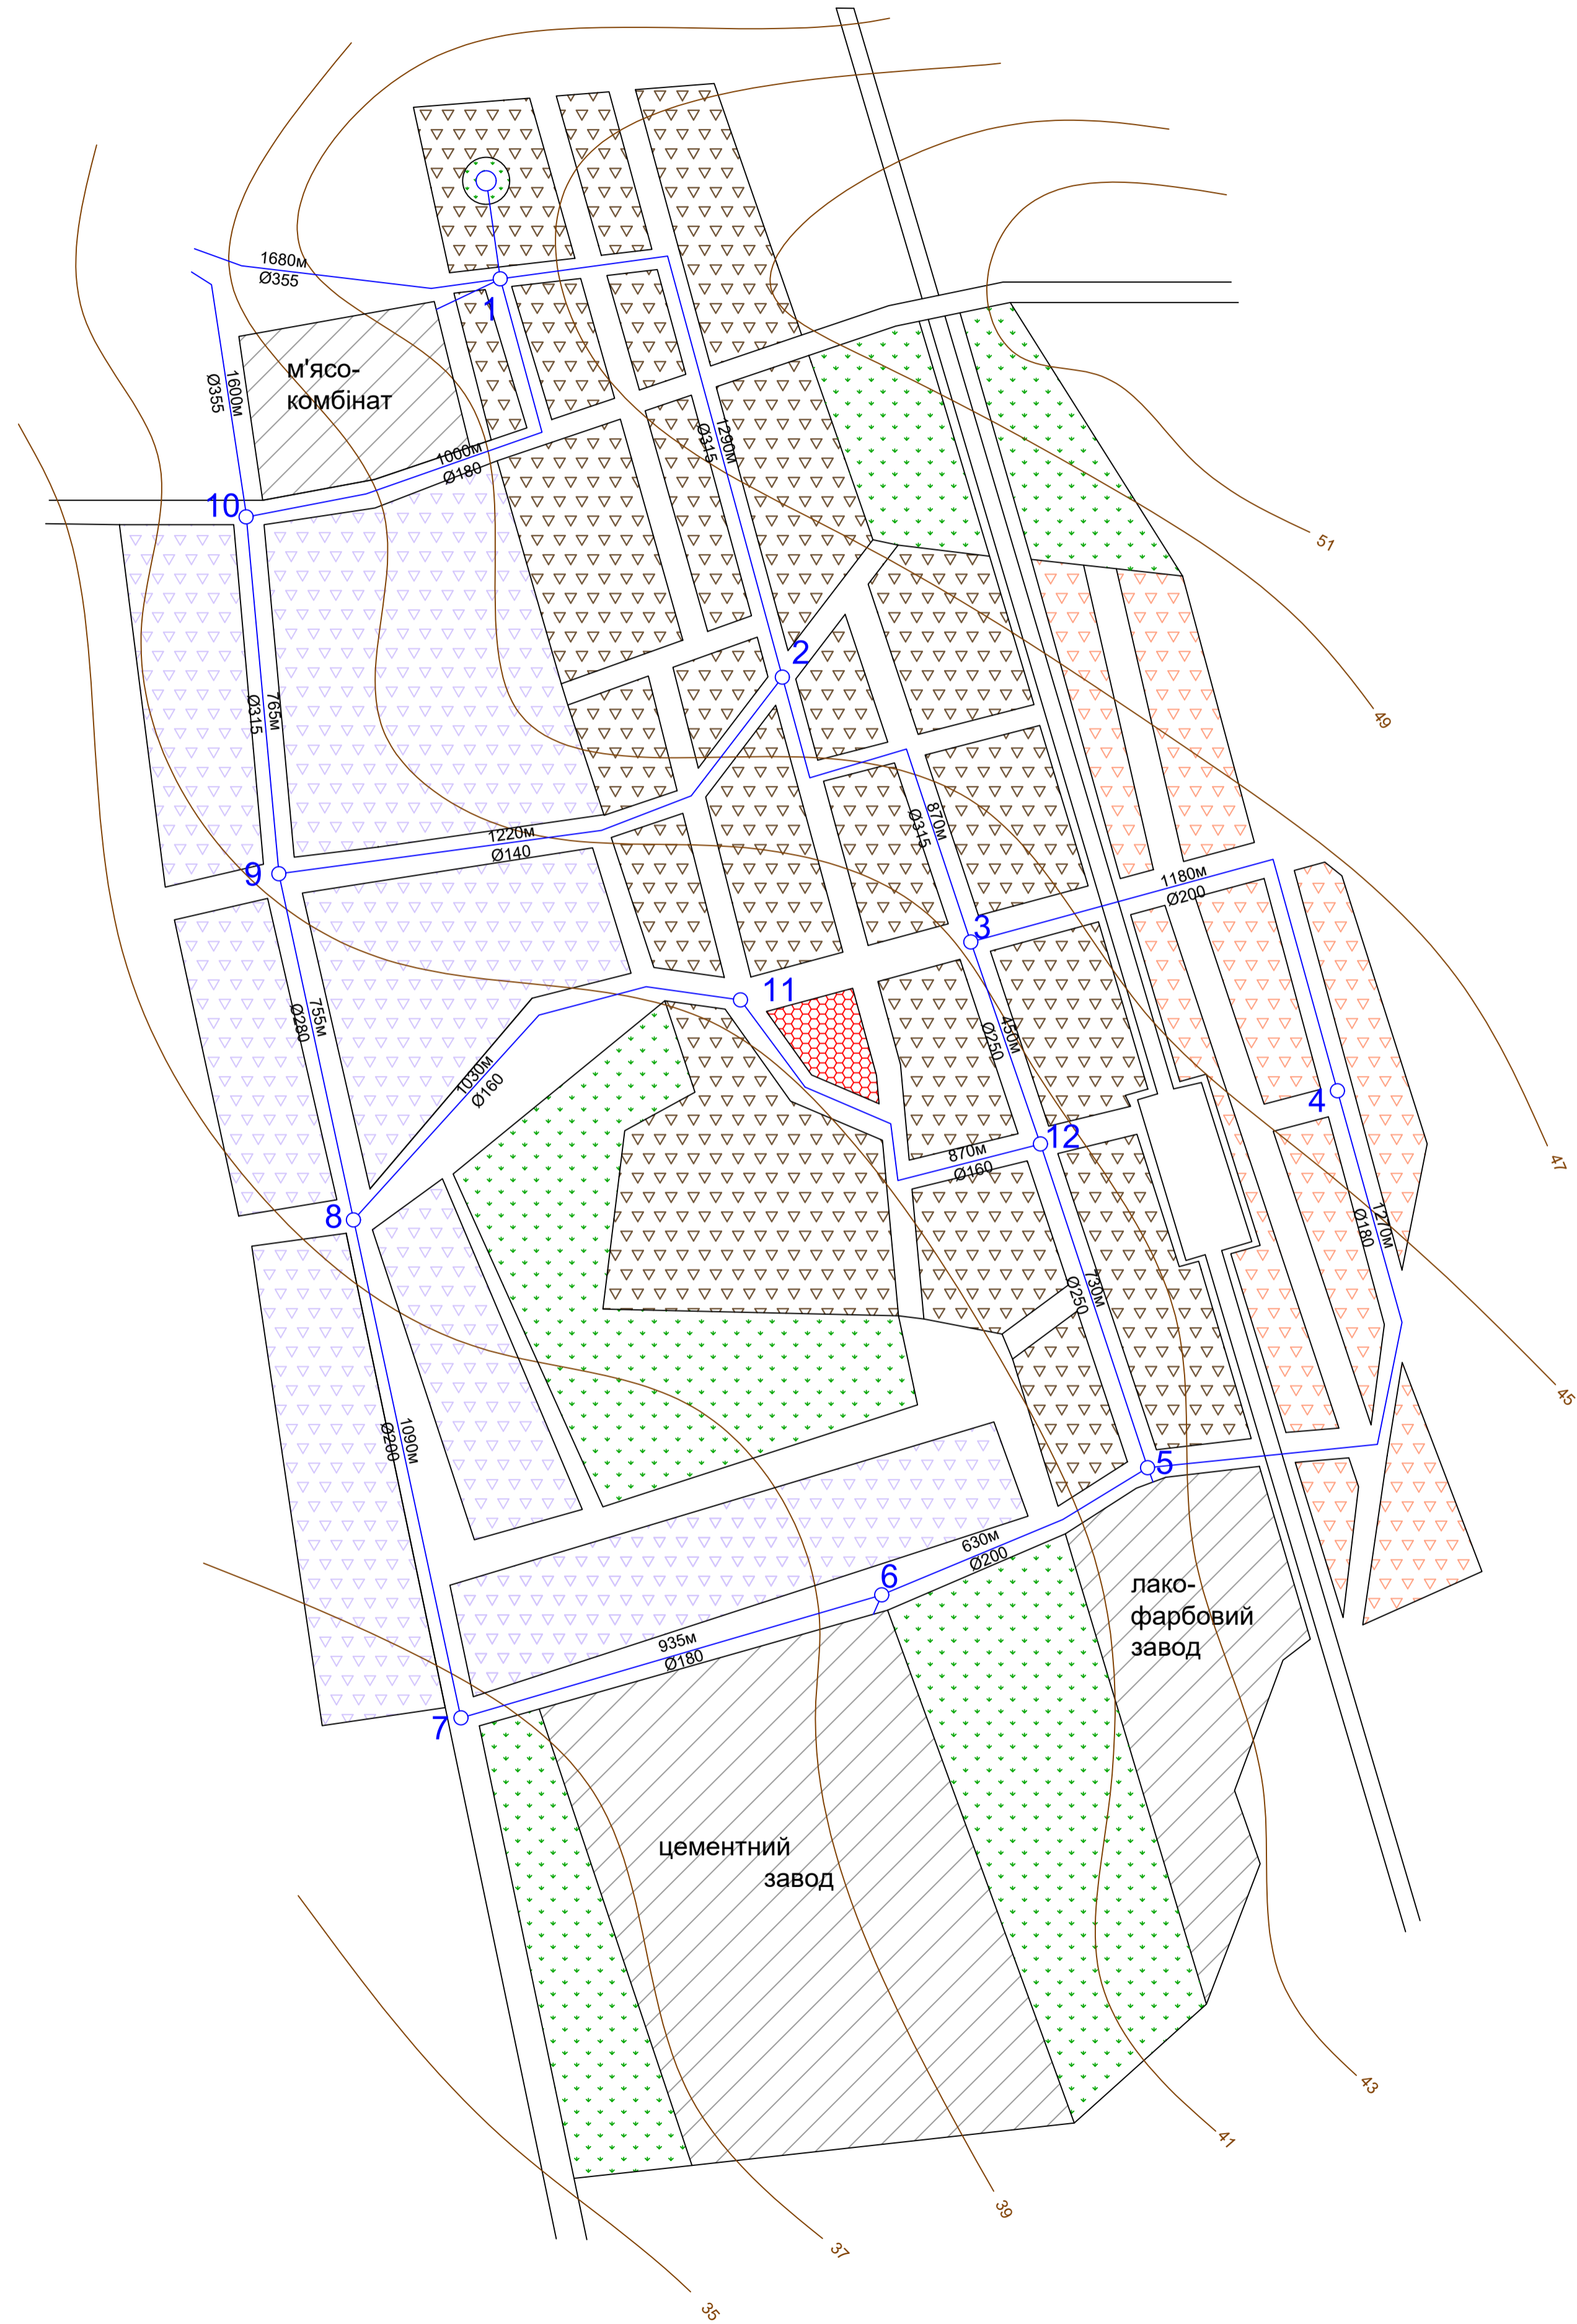 1680м
Ø355
1
м'ясо-
комбінат
1600м
Ø355
1290м
Ø315
1000м
Ø180
10
51
2
765м
Ø315
49
870м
Ø315
1220м
Ø140
9
1180м
Ø200
3
11
755м
Ø280
450м
Ø250
1030м
Ø160
4
12
870м
Ø160
47
8
1270м
Ø180
730м
Ø250
45
1090м
Ø200
5
630м
Ø200
6
лако-
фарбовий
завод
935м
Ø180
7
цементний
завод
43
41
39
37
35